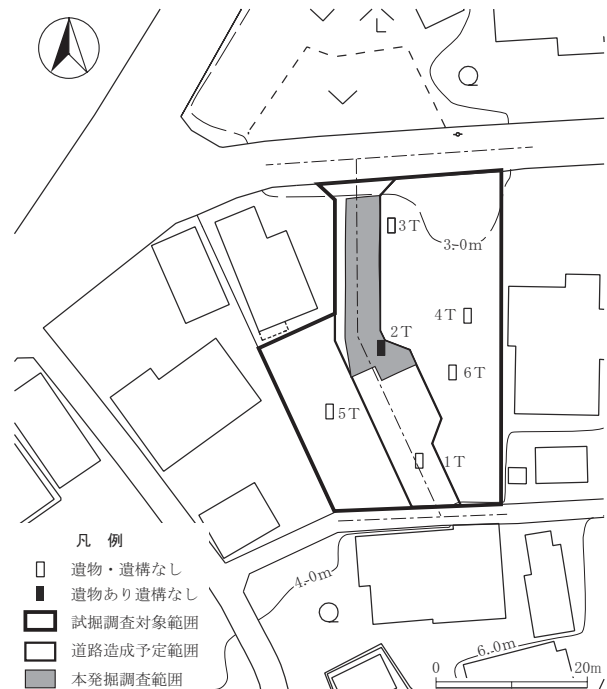 3T
3.0m
4T
2T
6T
5T
1T
凡 例
遺物・遺構なし
遺物あり遺構なし
試掘調査対象範囲
道路造成予定範囲
本発掘調査範囲
4.0m
6.0m
0 20m